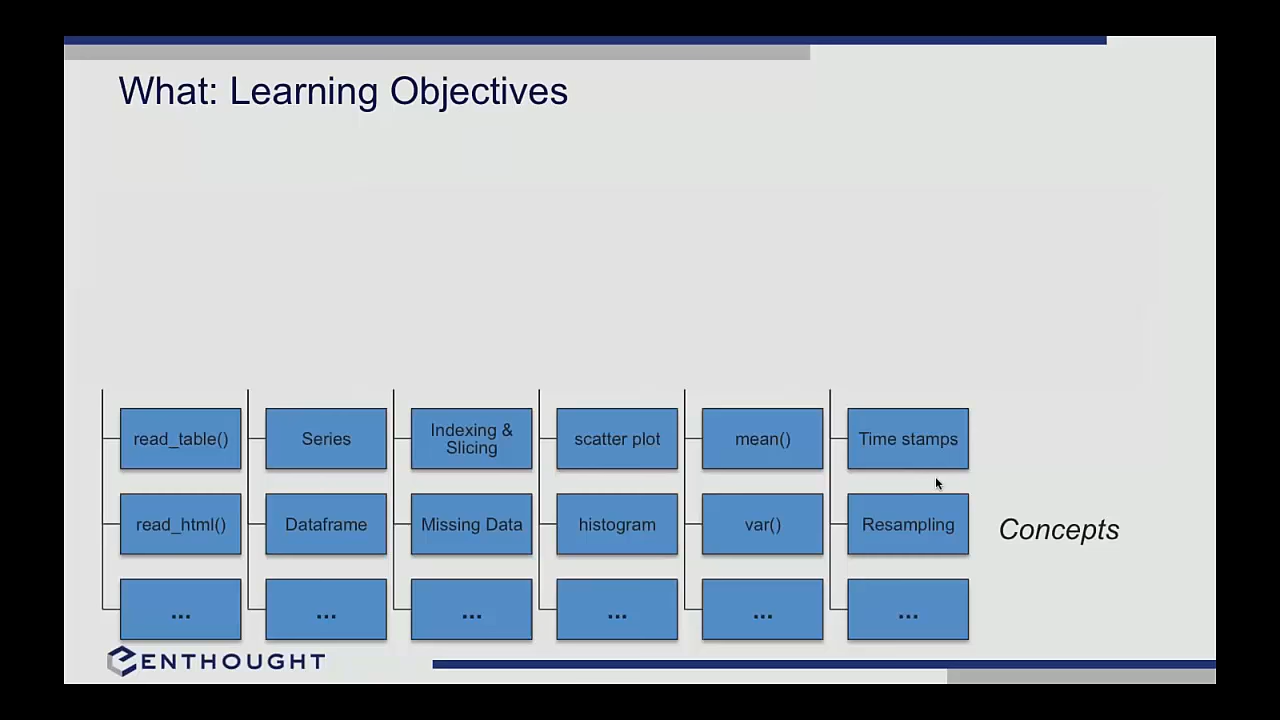 What: Learning Objectives
read_table()
Series
Indexing &
Slicing
scatter plot
mean()
Time stamps
read_html()
Dataframe
Missing Data
histogram
var()
Resampling
Concepts
...
...
...
...
...
...
ENTHOUGHT